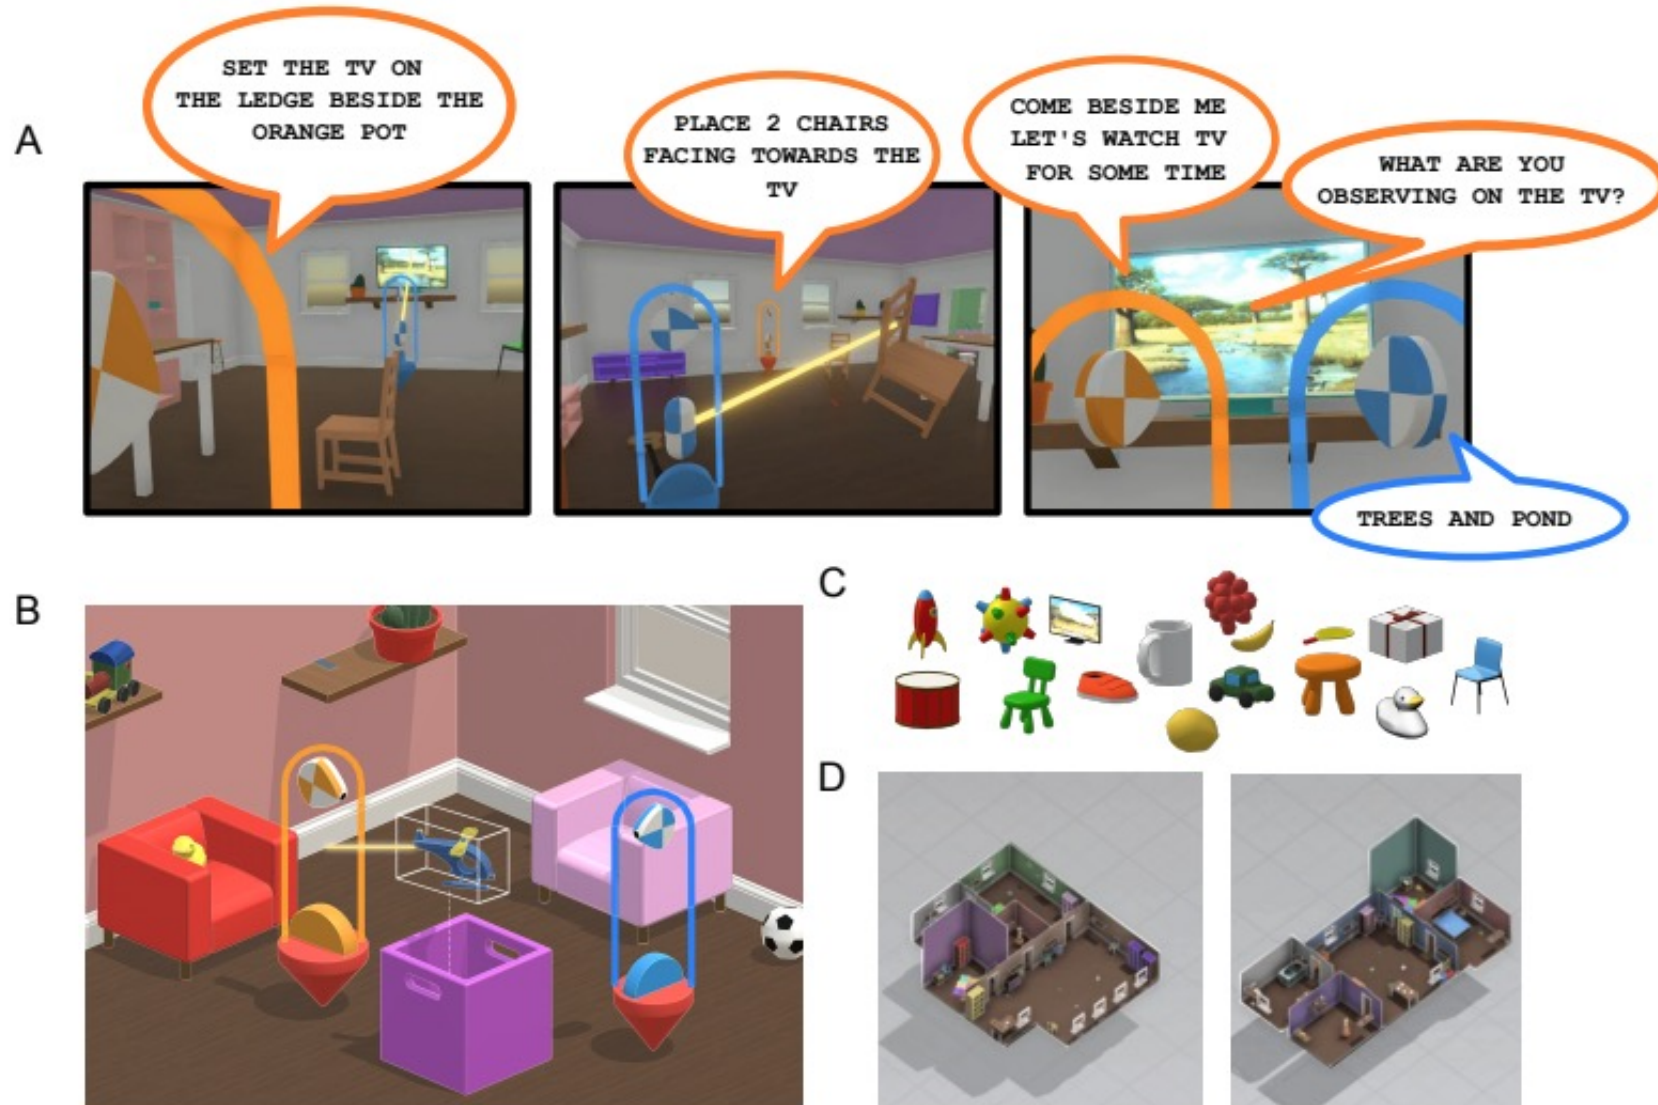 A
SET THE TV ON
THE LEDGE BESIDE THE
ORANGE POT
PLACE 2 CHAIRS
FACING TOWARDS THE
TV
COME BESIDE ME
LET'S WATCH TV
FOR SOME TIME
WHAT ARE YOU
OBSERVING ON THE TV?
TREES AND POND
B
C
D